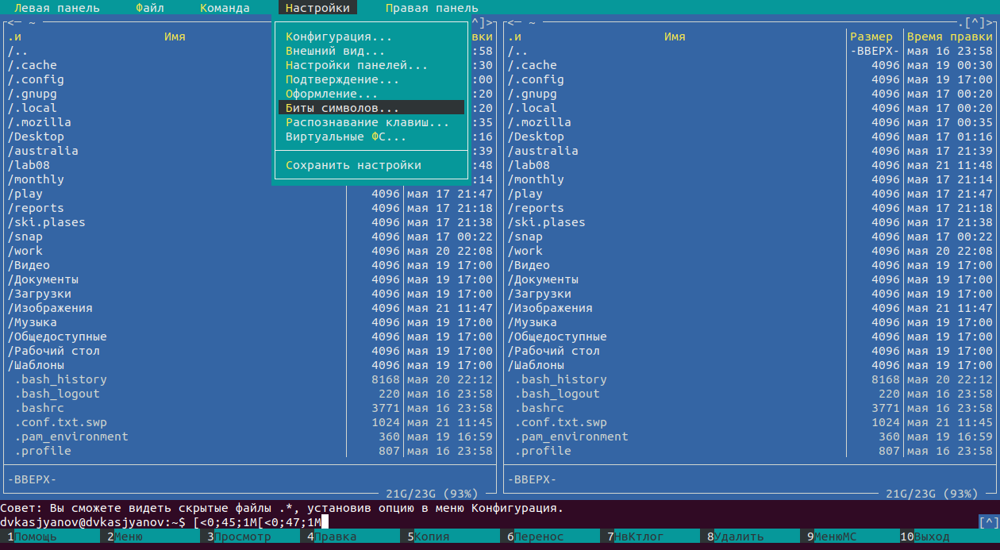 Левая панель Файл Команда Настройки Правая панель
<─ ~ ^]> <─ ~ .[^]>
.и Имя вки .и Имя Размер Время правки
/.. :58 /.. -ВВЕРХ- мая 16 23:58
/.cache :30 /.cache 4096 мая 19 00:30
/.config :00 /.config 4096 мая 19 17:00
/.gnupg :20 /.gnupg 4096 мая 17 00:20
/.local :20 /.local 4096 мая 17 00:20
/.mozilla :35 /.mozilla 4096 мая 17 00:35
/Desktop :16 /Desktop 4096 мая 17 01:16
/australia :39 /australia 4096 мая 17 21:39
/lab08 :48 /lab08 4096 мая 21 11:48
/monthly :14 /monthly 4096 мая 17 21:14
Конфигурация...
Внешний вид...
Настройки панелей...
Подтверждение...
Оформление...
Биты символов...
Распознавание клавиш...
Виртуальные ФС...
Сохранить настройки
/play 4096 мая 17 21:47 /play 4096 мая 17 21:47
/reports 4096 мая 17 21:18 /reports 4096 мая 17 21:18
/ski.plases 4096 мая 17 21:38 /ski.plases 4096 мая 17 21:38
/snap 4096 мая 17 00:22 /snap 4096 мая 17 00:22
/work 4096 мая 20 22:08 /work 4096 мая 20 22:08
/Видео 4096 мая 19 17:00 /Видео 4096 мая 19 17:00
/Документы 4096 мая 19 17:00 /Документы 4096 мая 19 17:00
/Загрузки 4096 мая 19 17:00 /Загрузки 4096 мая 19 17:00
/Изображения 4096 мая 21 11:47 /Изображения 4096 мая 21 11:47
/Музыка 4096 мая 19 17:00 /Музыка 4096 мая 19 17:00
/Общедоступные 4096 мая 19 17:00 /Общедоступные 4096 мая 19 17:00
/Рабочий стол 4096 мая 19 17:00 /Рабочий стол 4096 мая 19 17:00
/Шаблоны 4096 мая 19 17:00 /Шаблоны 4096 мая 19 17:00
.bash_history 8168 мая 20 22:12 .bash_history 8168 мая 20 22:12
.bash_logout 220 мая 16 23:58 .bash_logout 220 мая 16 23:58
.bashrc 3771 мая 16 23:58 .bashrc 3771 мая 16 23:58
.conf.txt.swp 1024 мая 21 11:45 .conf.txt.swp 1024 мая 21 11:45
.pam_environment 360 мая 19 16:59 .pam_environment 360 мая 19 16:59
.profile 807 мая 16 23:58 .profile 807 мая 16 23:58
-ВВЕРХ- -ВВЕРХ-
21G/23G (93%) 21G/23G (93%)
Совет: Вы сможете видеть скрытые файлы .*, установив опцию в меню Конфигурация.
dvkasjyanov@dvkasjyanov:~$ [<0;45;1M[<0;47;1M [^]
1Помощь 2Меню 3Просмотр 4Правка 5Копия 6Перенос 7НвКтлог 8Удалить 9МенюМС 10Выход